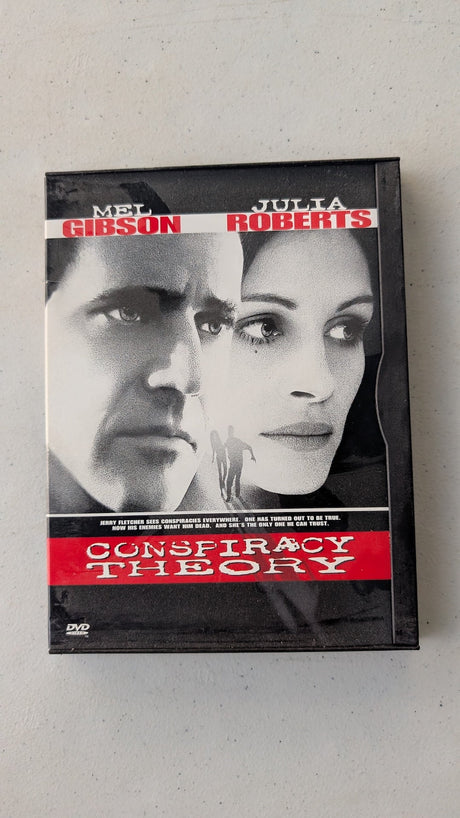 MEL JULIA
GIBSON ROBERTS
JERRY FLETCHER SEES CONSPIRACIES EVERYWHERE. ONE HAS TURNED OUT TO BE TRUE.
NOW HIS ENEMIES WANT HIM DEAD. AND SHE'S THE ONLY ONE HE CAN TRUST.
CONSPIRACY
THEORY
DVD
VIDEO